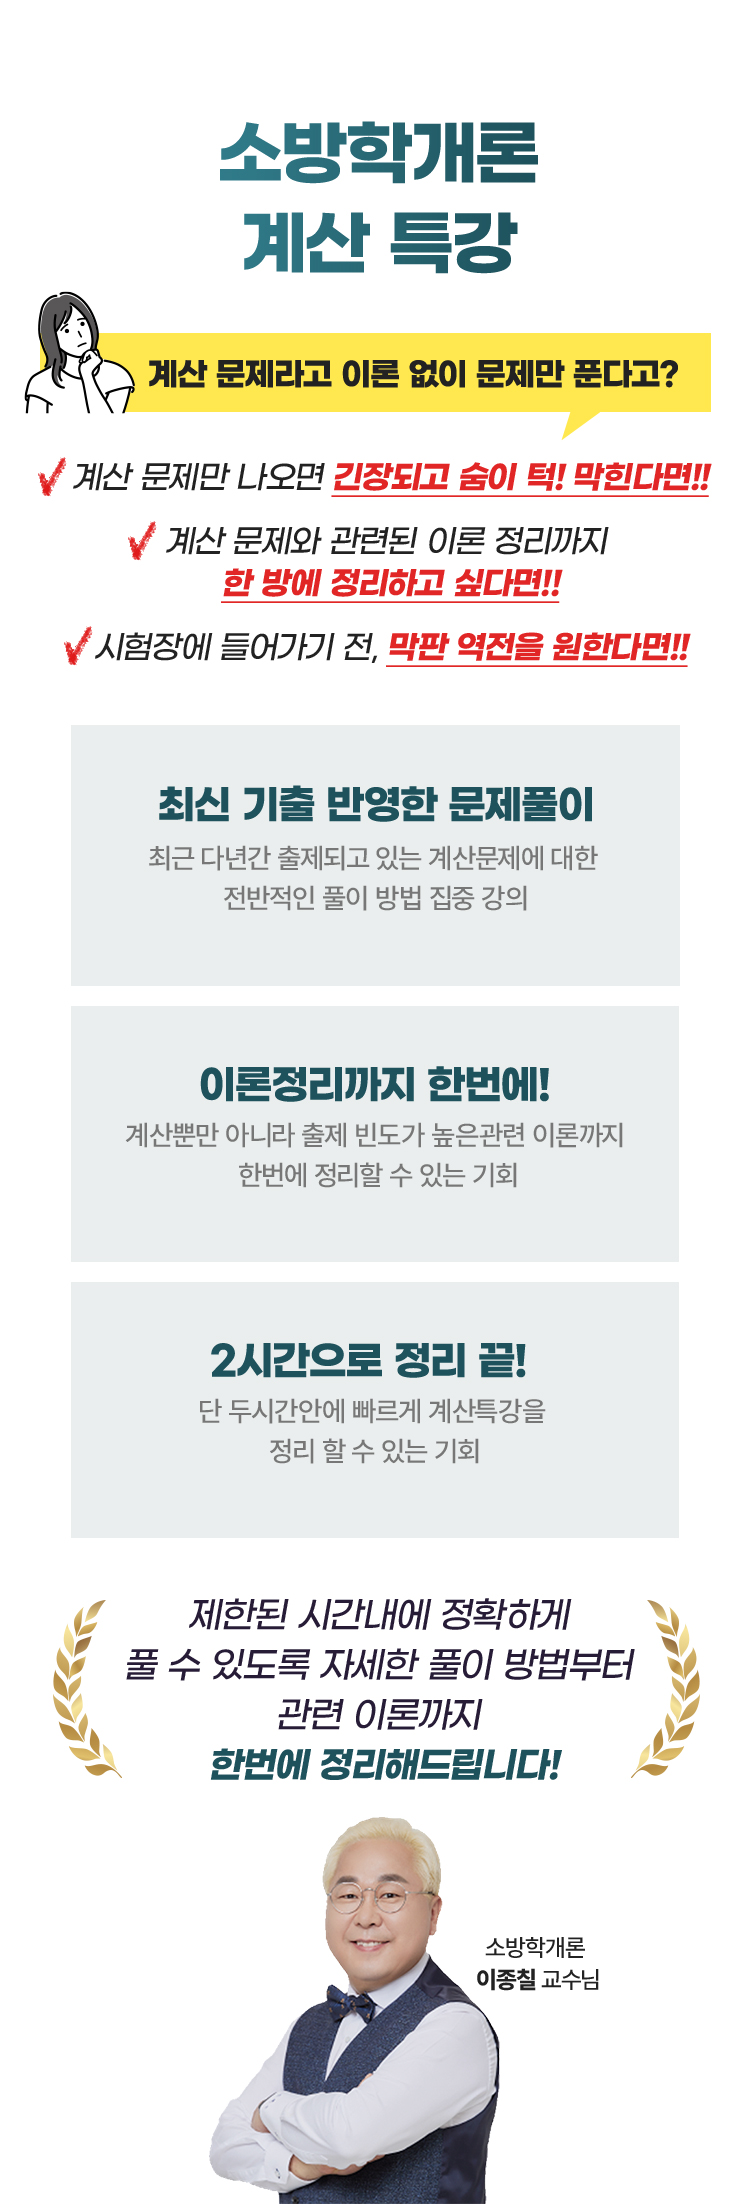 소방학개론
계산 특강
계산 문제라고 이론 없이 문제만 푼다고?
계산 문제만 나오면 긴장되고 숨이 턱! 막힌다면!!
계산 문제와 관련된 이론 정리까지
한 방에 정리하고 싶다면!!
시험장에 들어가기 전, 막판 역전을 원한다면!!
최신 기출 반영한 문제풀이
최근 다년간 출제되고 있는 계산문제에 대한
전반적인 풀이 방법 집중 강의
이론정리까지 한번에!
계산뿐만 아니라 출제 빈도가 높은관련 이론까지
한번에 정리할 수 있는 기회
2시간으로 정리 끝!
단 두시간안에 빠르게 계산특강을
정리 할 수 있는 기회
제한된 시간내에 정확하게
풀 수 있도록 자세한 풀이 방법부터
관련 이론까지
한번에 정리해드립니다!
소방학개론
이종칠 교수님